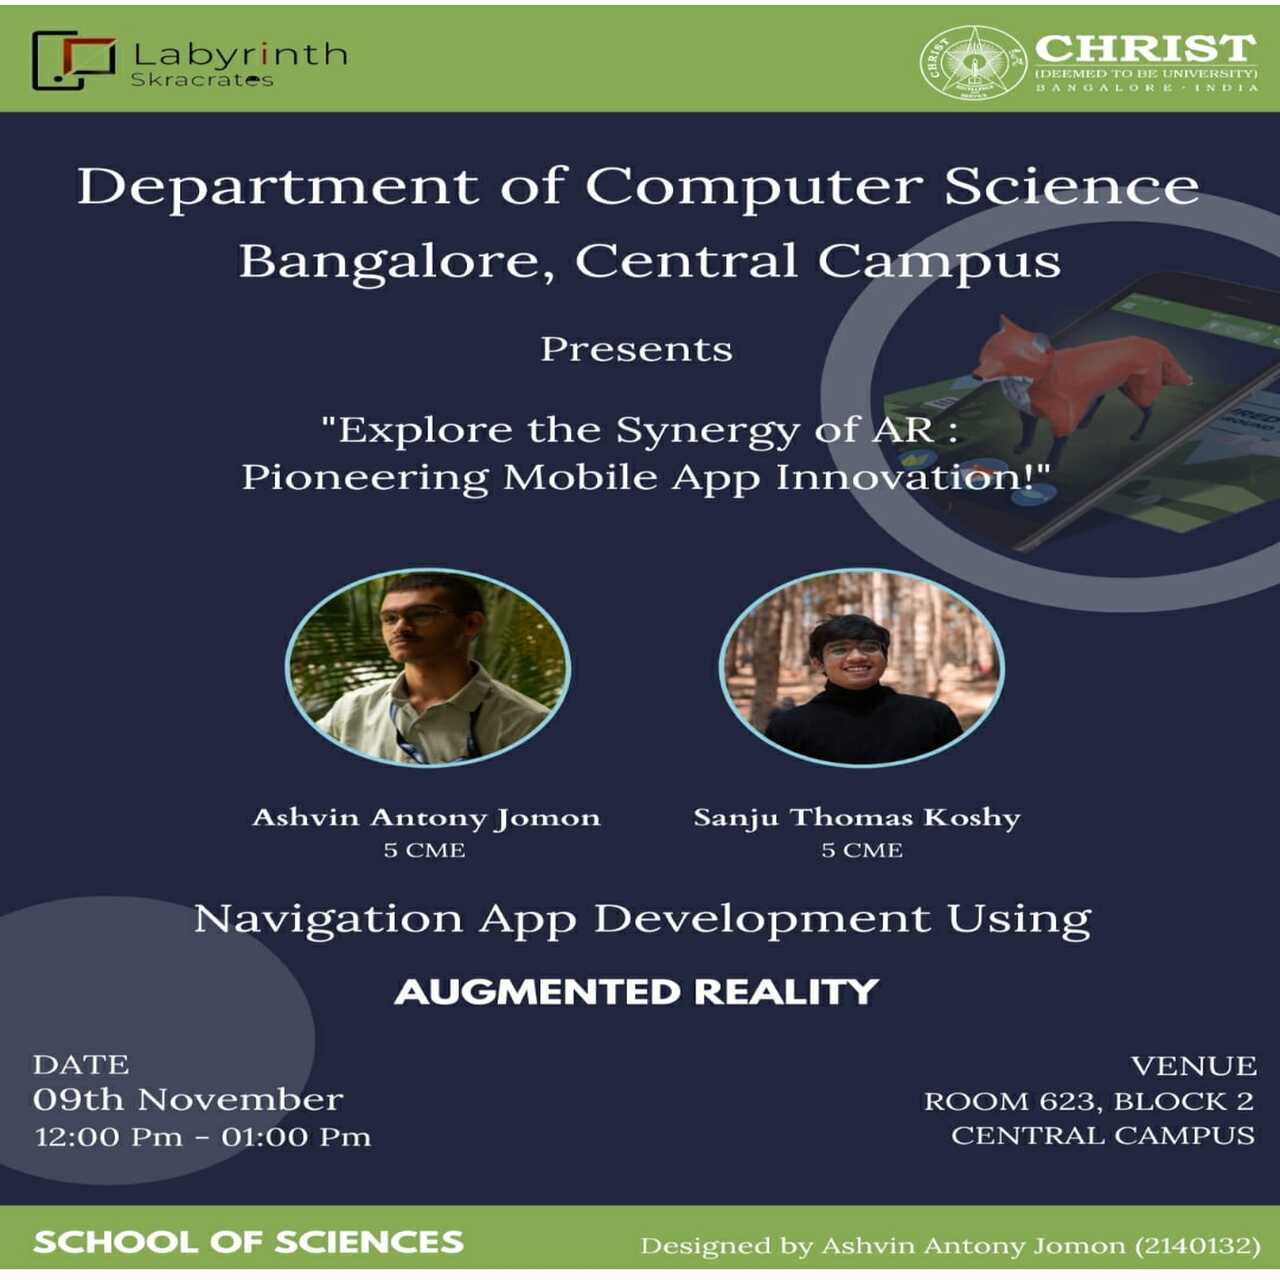 Labyrinth
Skracrates
CHRIST
(DEEMED TO BE UNIVERSITY)
BANGALORE · INDIA
Department of Computer Science
Bangalore, Central Campus
Presents
"Explore the Synergy of AR :
Pioneering Mobile App Innovation!"
Ashvin Antony Jomon
5 CME
Sanju Thomas Koshy
5 CME
Navigation App Development Using
AUGMENTED REALITY
DATE
09th November
12:00 Pm - 01:00 Pm
VENUE
ROOM 623, BLOCK 2
CENTRAL CAMPUS
SCHOOL OF SCIENCES
Designed by Ashvin Antony Jomon (2140132)